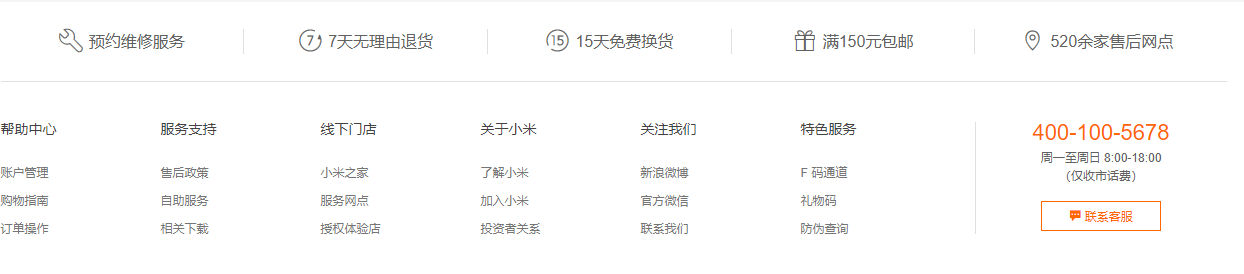 预约维修服务 7天无理由退货 15天免费换货 满150元包邮 520余家售后网点
帮助中心 服务支持 线下门店 关于小米 关注我们 特色服务
账户管理 售后政策 小米之家 了解小米 新浪微博 F 码通道
购物指南 自助服务 服务网点 加入小米 官方微信 礼物码
订单操作 相关下载 授权体验店 投资者关系 联系我们 防伪查询
400-100-5678
周一至周日 8:00-18:00
（仅收市话费）
联系客服